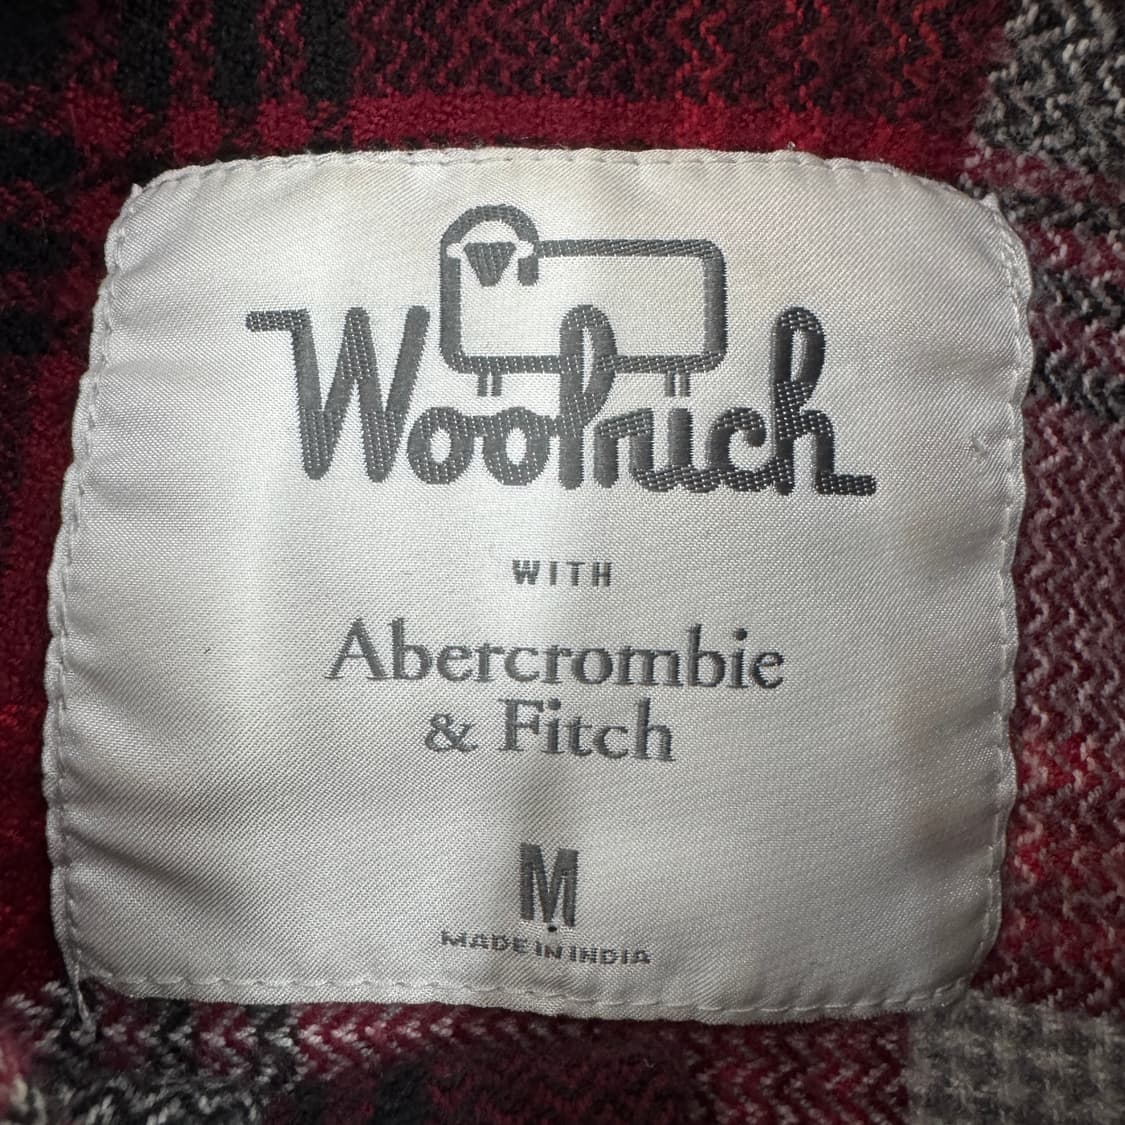 Woolrich
WITH
Abercrombie
& Fitch
M
MADE IN INDIA